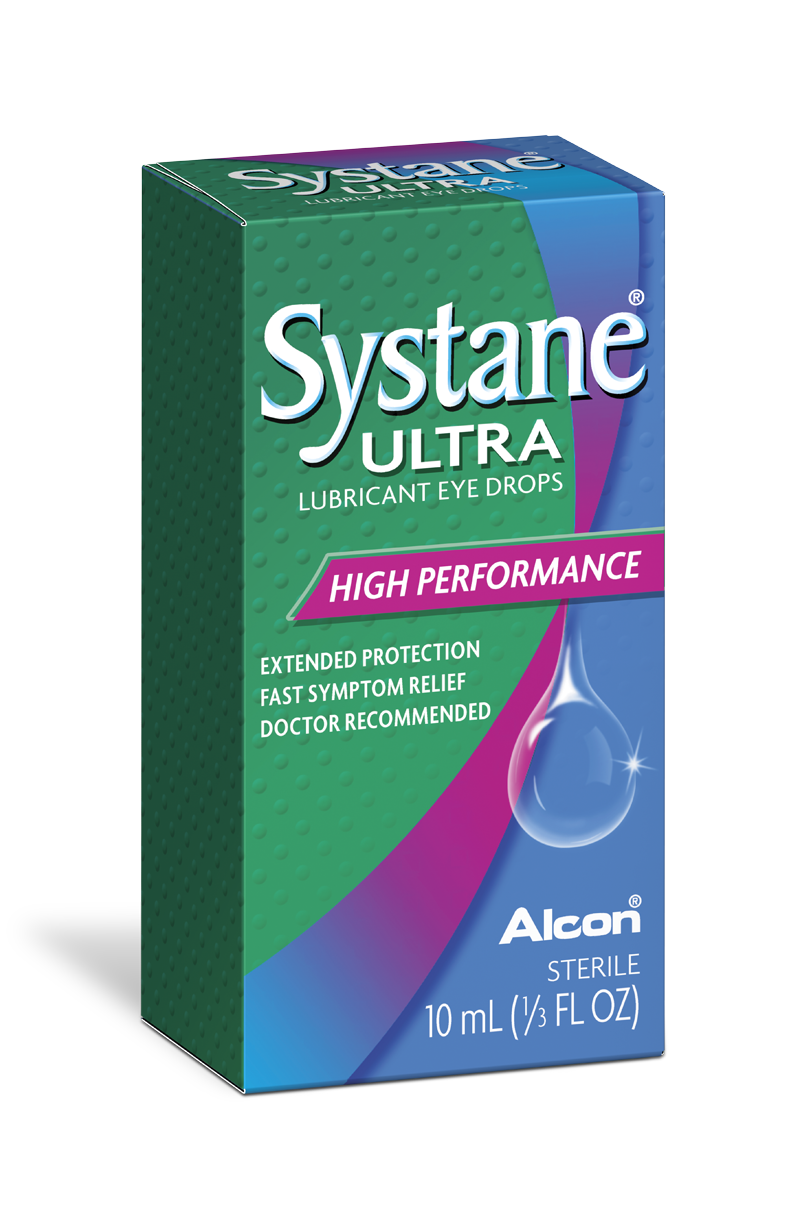 Systane®
ULTRA
LUBRICANT EYE DROPS
Systane®
ULTRA
LUBRICANT EYE DROPS
HIGH PERFORMANCE
EXTENDED PROTECTION
FAST SYMPTOM RELIEF
DOCTOR RECOMMENDED
Alcon®
STERILE
10 mL (1/3 FL OZ)